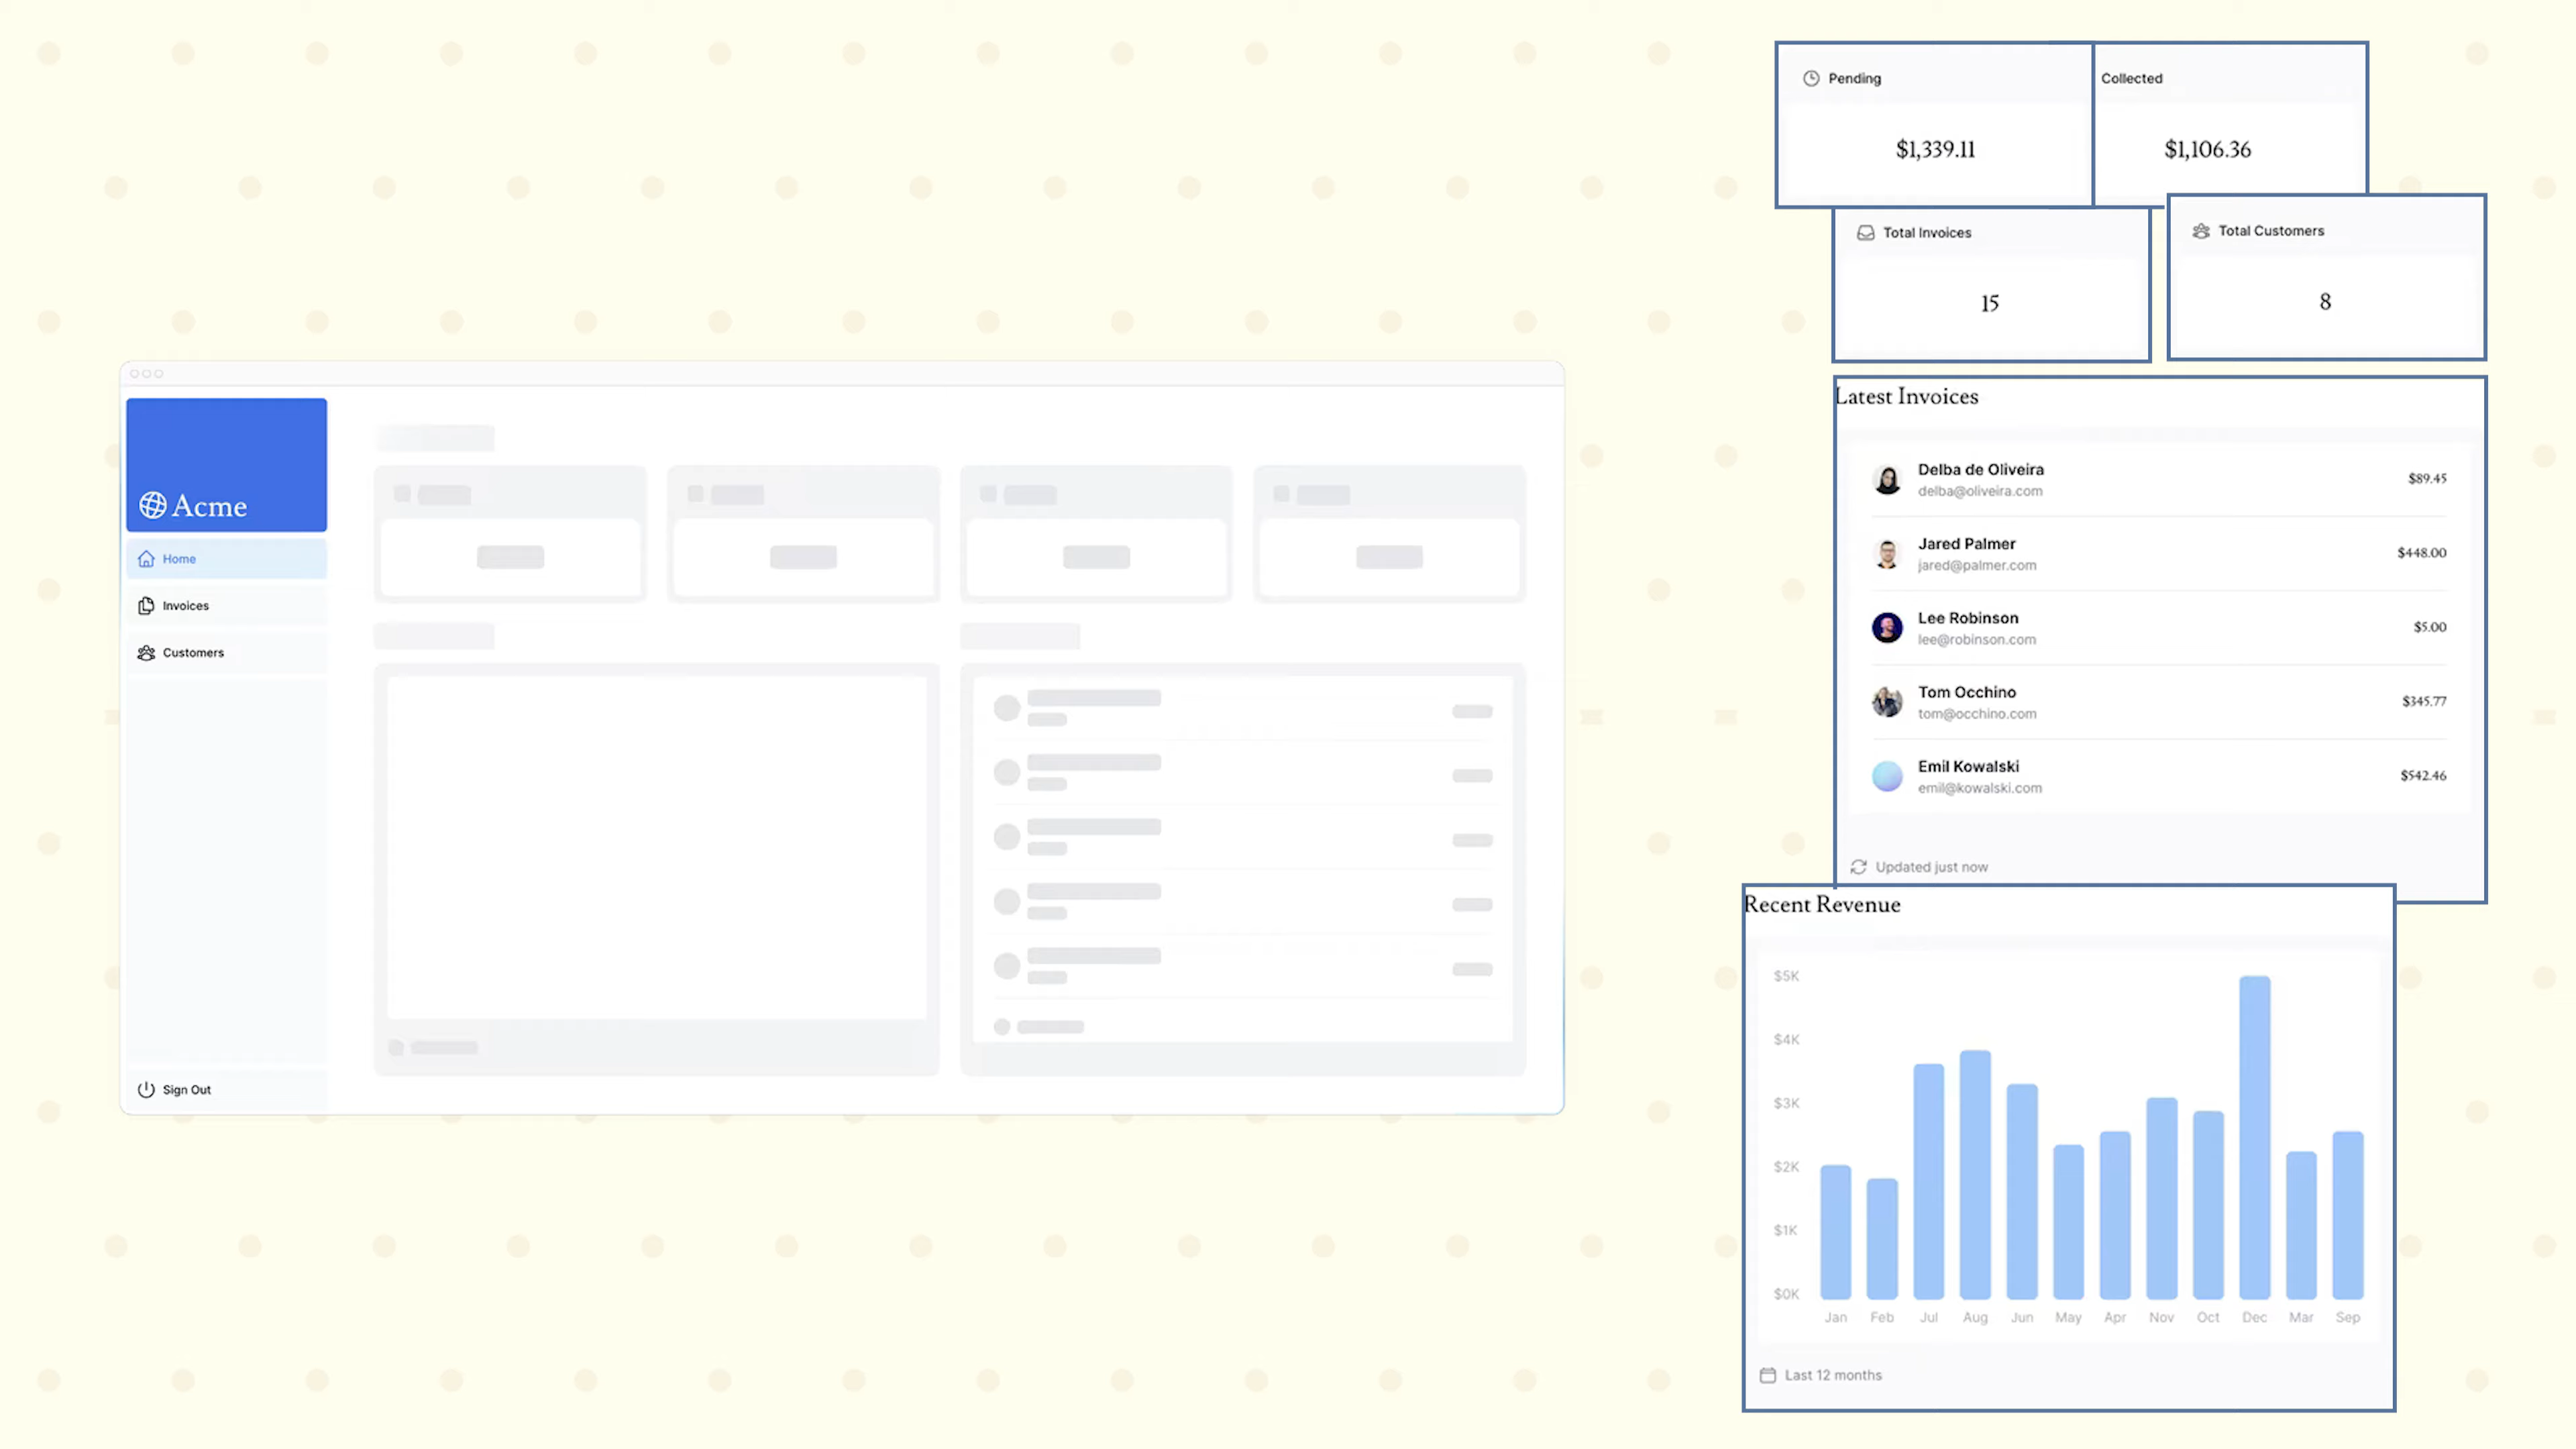 Acme
Home
Invoices
Customers
Sign Out
Pending
$1,339.11
Collected
$1,106.36
Total Invoices
15
Total Customers
8
Latest Invoices
Delba de Oliveira
delba@oliveira.com
$89.45
Jared Palmer
jared@palmer.com
$448.00
Lee Robinson
lee@robinson.com
$5.00
Tom Occhino
tom@occhino.com
$345.77
Emil Kowalski
emil@kowalski.com
$542.46
Updated just now
Recent Revenue
$5K
$4K
$3K
$2K
$1K
$0K
Jan Feb Jul Aug Jun May Apr Nov Oct Dec Mar Sep
Last 12 months